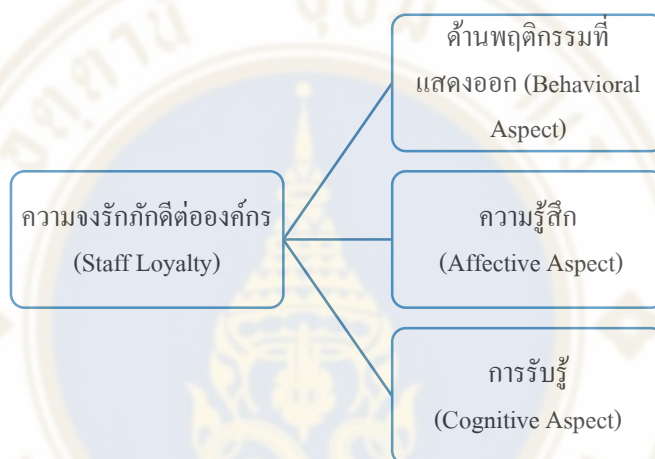 ด้านพฤติกรรมที่
แสดงออก (Behavioral
Aspect)
ความจงรักภักดีต่อองค์กร
(Staff Loyalty)
ความรู้สึก
(Affective Aspect)
การรับรู้
(Cognitive Aspect)